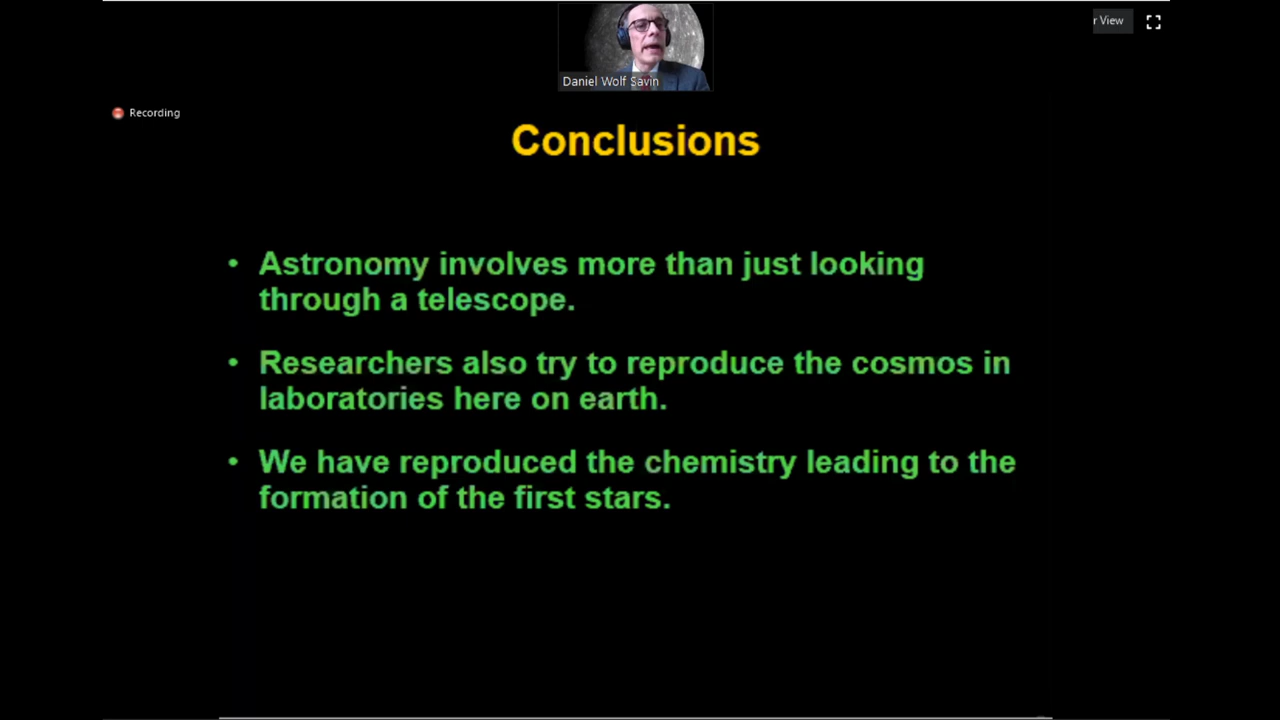 r View
Daniel Wolf Savin
Recording
Conclusions
• Astronomy involves more than just looking
through a telescope.
• Researchers also try to reproduce the cosmos in
laboratories here on earth.
• We have reproduced the chemistry leading to the
formation of the first stars.